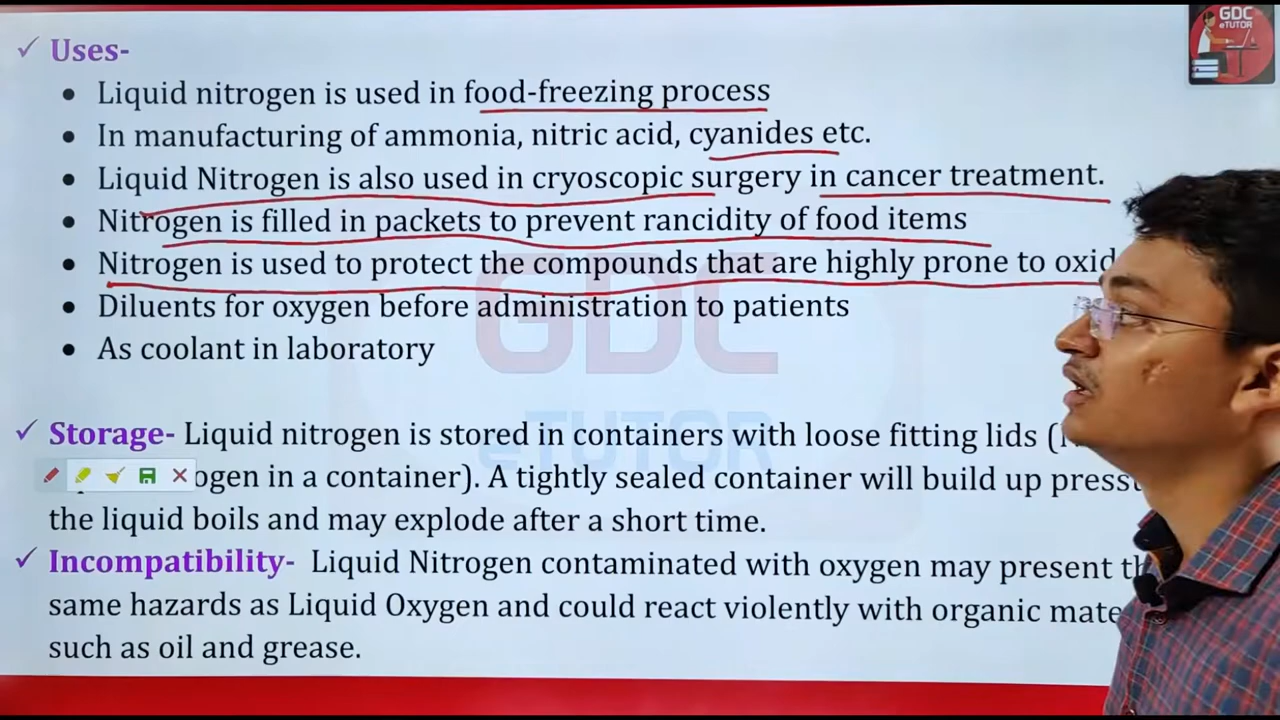 GDC
eTUTOR
✓ Uses-
• Liquid nitrogen is used in food-freezing process
• In manufacturing of ammonia, nitric acid, cyanides etc.
• Liquid Nitrogen is also used in cryoscopic surgery in cancer treatment.
• Nitrogen is filled in packets to prevent rancidity of food items
• Nitrogen is used to protect the compounds that are highly prone to oxid
• Diluents for oxygen before administration to patients
• As coolant in laboratory
GDC
eTUTOR
✓ Storage- Liquid nitrogen is stored in containers with loose fitting lids (
ogen in a container). A tightly sealed container will build up
the liquid boils and may explode after a short time.
✓ Incompatibility- Liquid Nitrogen contaminated with oxygen may present
same hazards as Liquid Oxygen and could react violently with organic
such as oil and grease.